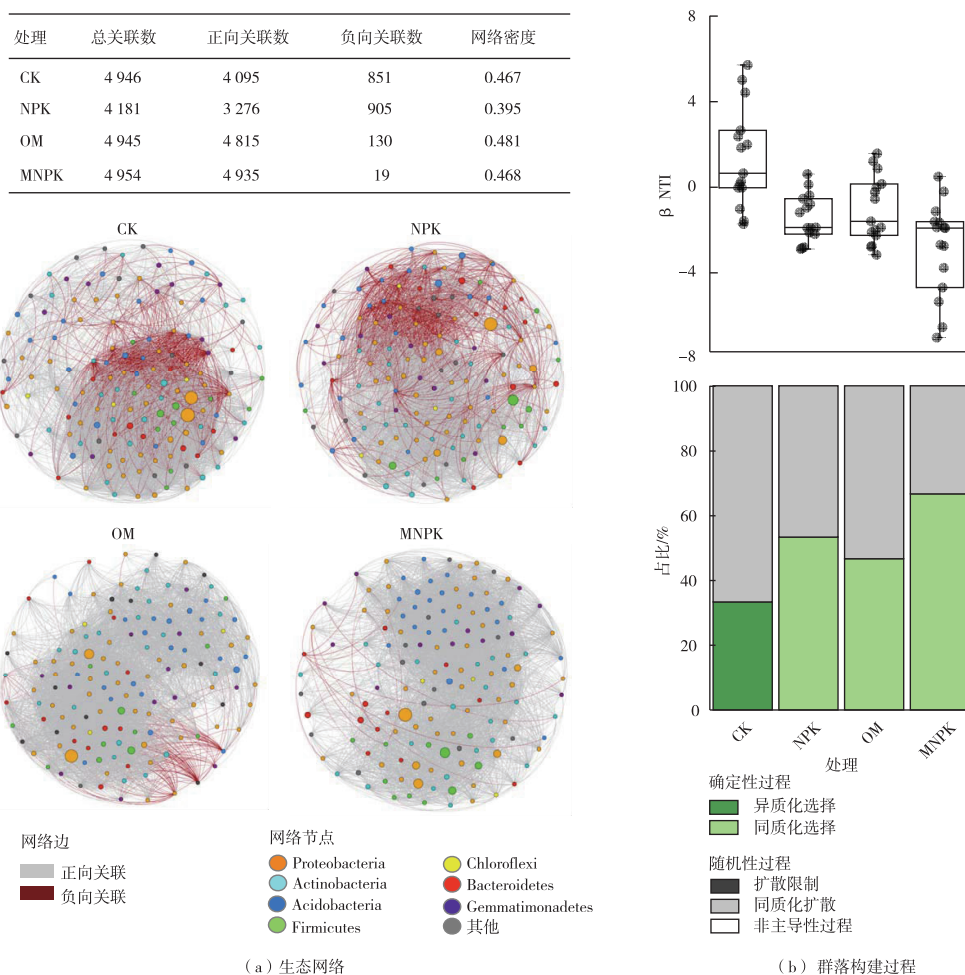 处理 总关联数 正向关联数 负向关联数 网络密度
CK 4 946 4 095 851 0.467
NPK 4 181 3 276 905 0.395
OM 4 945 4 815 130 0.481
MNPK 4 954 4 935 19 0.468
CK NPK
OM MNPK
网络边
正向关联
负向关联
网络节点
Proteobacteria
Actinobacteria
Acidobacteria
Firmicutes
Chloroflexi
Bacteroidetes
Gemmatimonadetes
其他
（a）生态网络
8
4
0
-4
-8
β NTI
100
80
60
40
20
0
占比/%
CK NPK OM MNPK
处理
确定性过程
异质化选择
同质化选择
随机性过程
扩散限制
同质化扩散
非主导性过程
（b） 群落构建过程